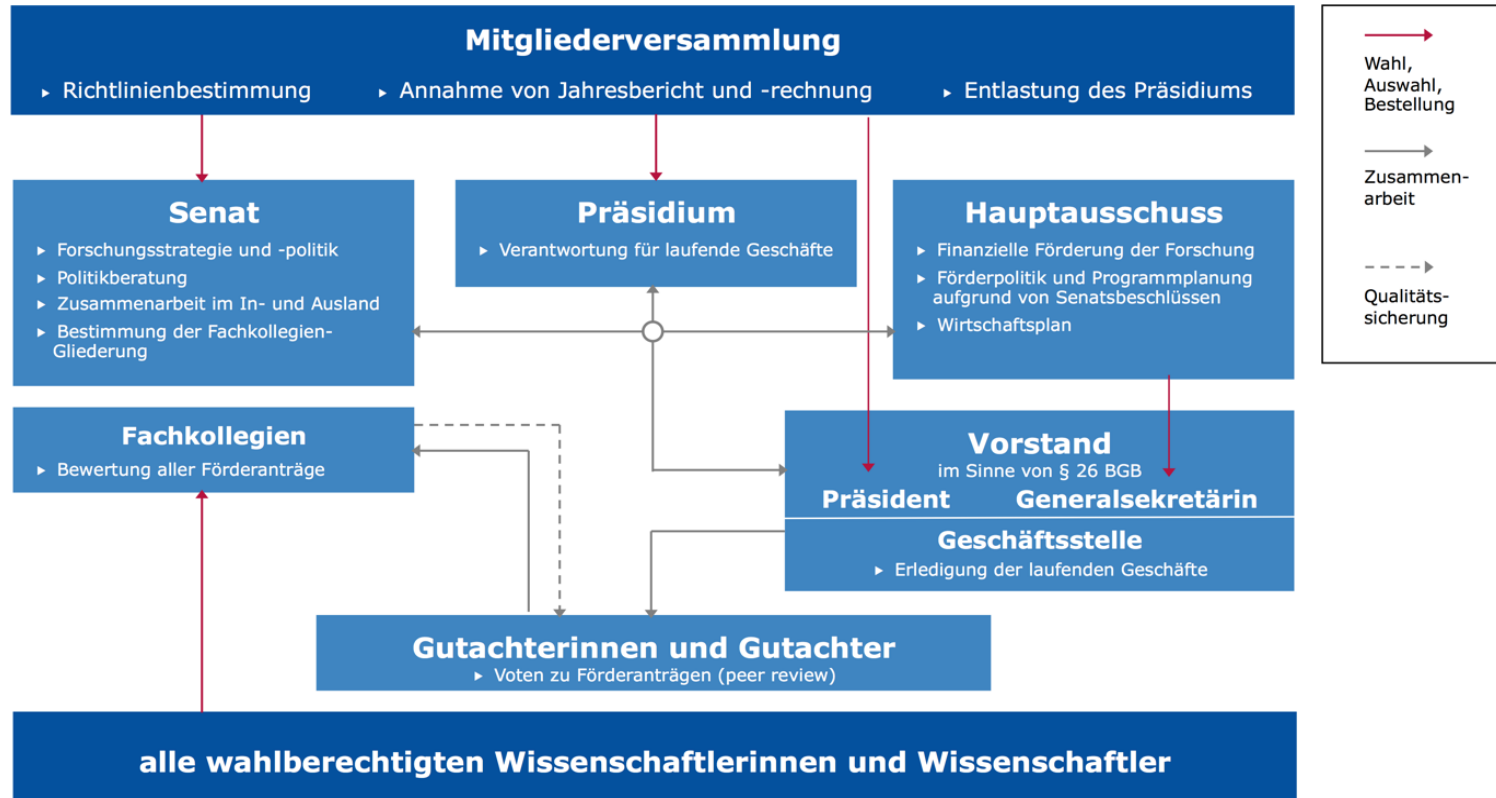 Mitgliederversammlung
▸ Richtlinienbestimmung ▸ Annahme von Jahresbericht und -rechnung ▸ Entlastung des Präsidiums
Senat
▸ Forschungsstrategie und -politik
▸ Politikberatung
▸ Zusammenarbeit im In- und Ausland
▸ Bestimmung der Fachkollegien-
Gliederung
Präsidium
▸ Verantwortung für laufende Geschäfte
Hauptausschuss
▸ Finanzielle Förderung der Forschung
▸ Förderpolitik und Programmplanung
aufgrund von Senatsbeschlüssen
▸ Wirtschaftsplan
Fachkollegien
▸ Bewertung aller Förderanträge
Vorstand
im Sinne von § 26 BGB
Präsident Generalsekretärin
Geschäftsstelle
▸ Erledigung der laufenden Geschäfte
Gutachterinnen und Gutachter
▸ Voten zu Förderanträgen (peer review)
alle wahlberechtigten Wissenschaftlerinnen und Wissenschaftler
Wahl,
Auswahl,
Bestellung
Zusammen-
arbeit
Qualitäts-
sicherung